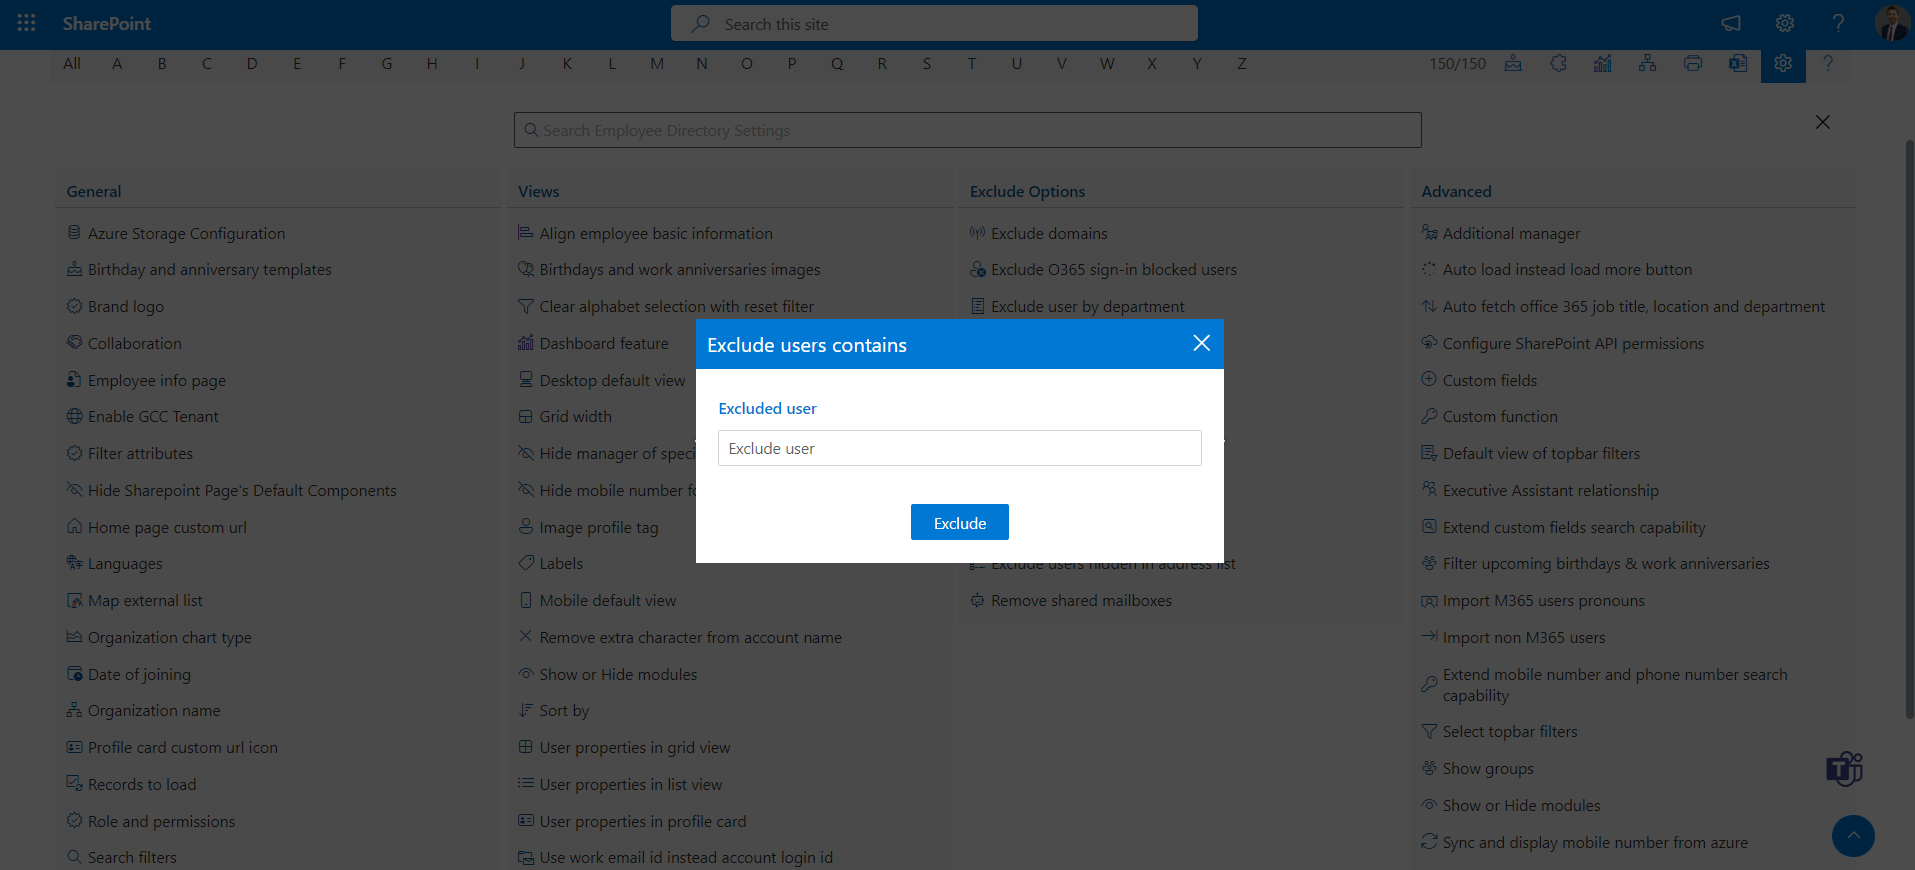 SharePoint
Search this site
All A B C D E F G H I J K L M N O P Q R S T U V W X Y Z 150/150
Search Employee Directory Settings
General
Azure Storage Configuration
Birthday and anniversary templates
Brand logo
Collaboration
Employee info page
Enable GCC Tenant
Filter attributes
Hide Sharepoint Page's Default Components
Home page custom url
Languages
Map external list
Organization chart type
Date of joining
Organization name
Profile card custom url icon
Records to load
Role and permissions
Search filters
Views
Align employee basic information
Birthdays and work anniversaries images
Clear alphabet selection with reset filter
Dashboard feature
Desktop default view
Grid width
Hide manager of speci
Hide mobile number fo
Image profile tag
Labels
Mobile default view
Remove extra character from account name
Show or Hide modules
Sort by
User properties in grid view
User properties in list view
User properties in profile card
Use work email id instead account login id
Exclude Options
Exclude domains
Exclude O365 sign-in blocked users
Exclude user by department
Exclude users hidden in address list
Remove shared mailboxes
Advanced
Additional manager
Auto load instead load more button
Auto fetch office 365 job title, location and department
Configure SharePoint API permissions
Custom fields
Custom function
Default view of topbar filters
Executive Assistant relationship
Extend custom fields search capability
Filter upcoming birthdays & work anniversaries
Import M365 users pronouns
Import non M365 users
Extend mobile number and phone number search
capability
Select topbar filters
Show groups
Show or Hide modules
Sync and display mobile number from azure
Exclude users contains
Excluded user
Exclude user
Exclude